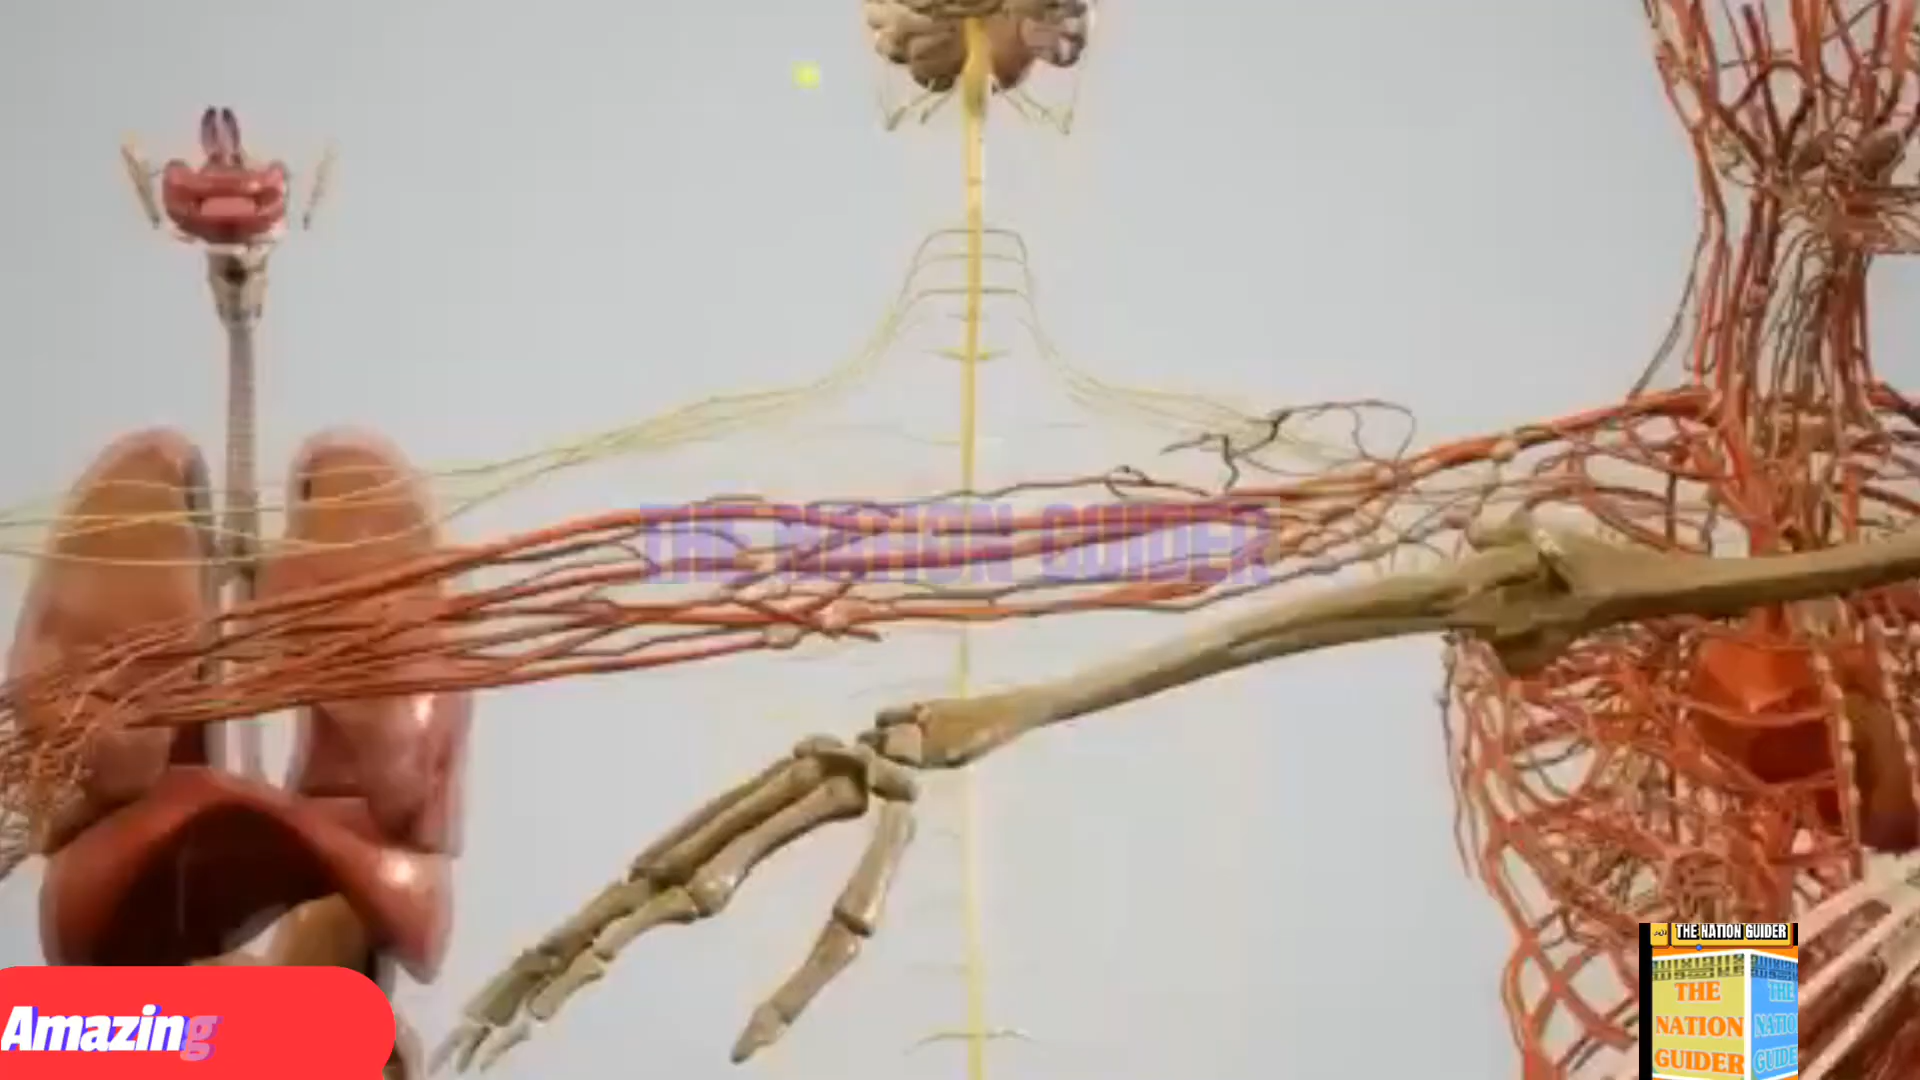 THE NATION GUIDER
Amazing
THE NATION GUIDER
THE
NATION
GUIDER